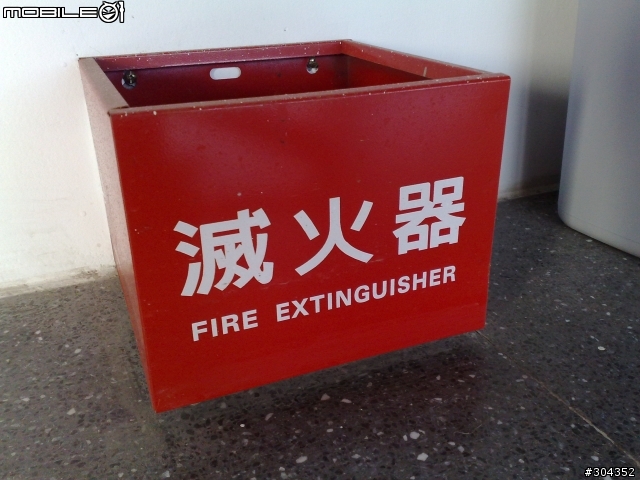 MOBILE01
滅火器
FIRE EXTINGUISHER
#304352